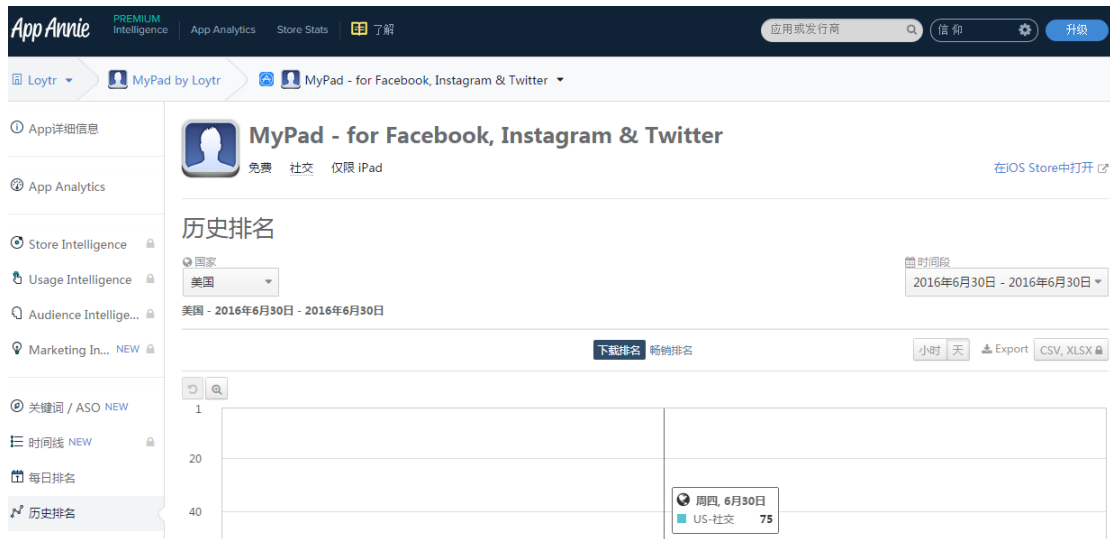 App Annie PREMIUM Intelligence App Analytics Store Stats 了解 应用或发行商 信仰 升级
Loytr MyPad by Loytr MyPad - for Facebook, Instagram & Twitter
App详细信息
App Analytics
Store Intelligence
Usage Intelligence
Audience Intellige...
Marketing In... NEW
关键词 / ASO NEW
时间线 NEW
每日排名
历史排名
MyPad - for Facebook, Instagram & Twitter
免费 社交 仅限 iPad
在iOS Store中打开
历史排名
国家
美国
时间段
2016年6月30日 - 2016年6月30日
美国 - 2016年6月30日 - 2016年6月30日
下载排名 畅销排名
小时 天 Export CSV, XLSX
1
20
40
周四, 6月30日
US-社交 75